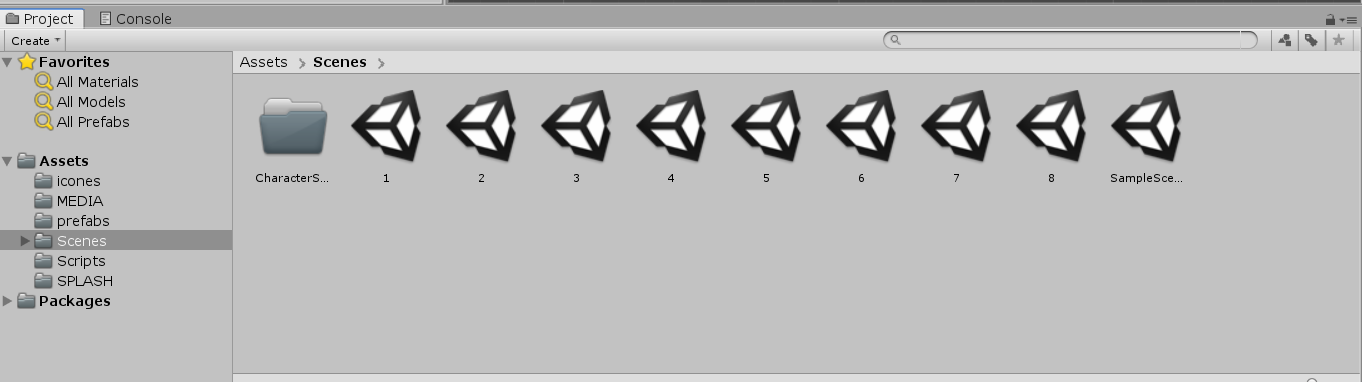 Project Console
Create
Favorites
All Materials
All Models
All Prefabs
Assets
icones
MEDIA
prefabs
Scenes
Scripts
SPLASH
Packages
Assets Scenes
CharacterS... 1 2 3 4 5 6 7 8 SampleSce...